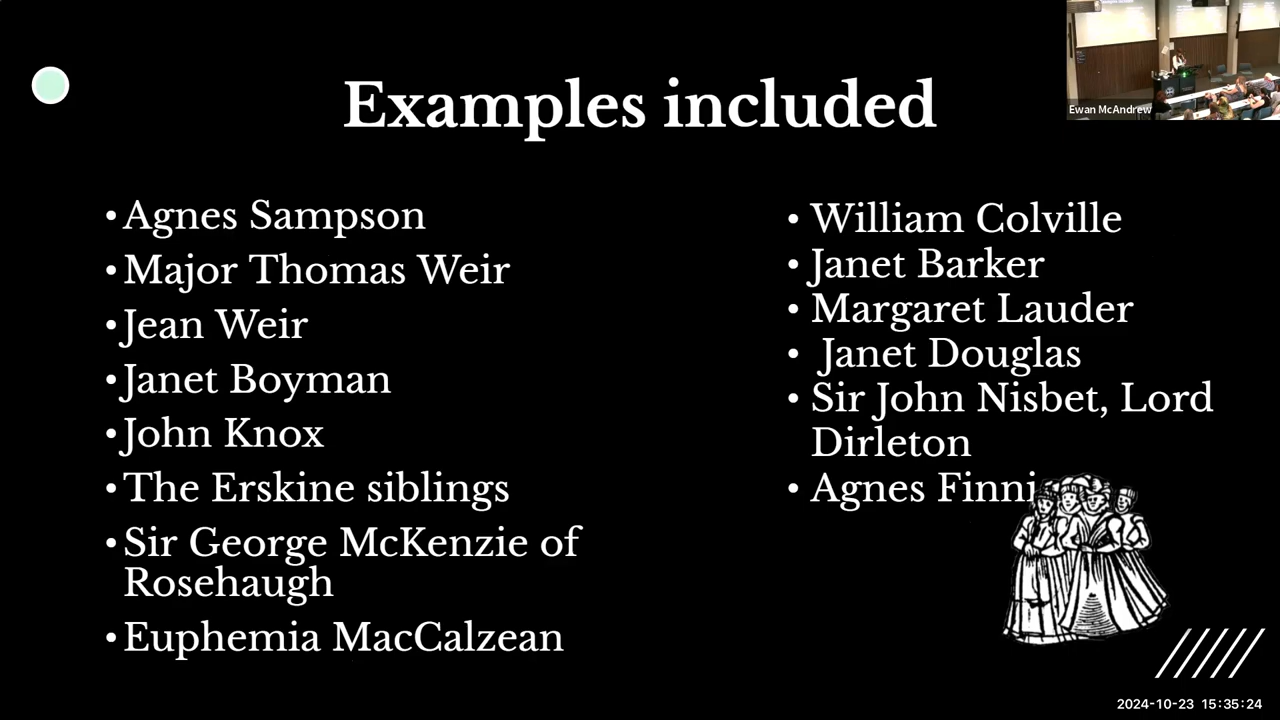 Examples included
Ewan McAndrew
• Agnes Sampson
• Major Thomas Weir
• Jean Weir
• Janet Boyman
• John Knox
• The Erskine siblings
• Sir George McKenzie of
Rosehaugh
• Euphemia MacCalzean
• William Colville
• Janet Barker
• Margaret Lauder
• Janet Douglas
• Sir John Nisbet, Lord
Dirleton
• Agnes
2024-10-23 15:35:24